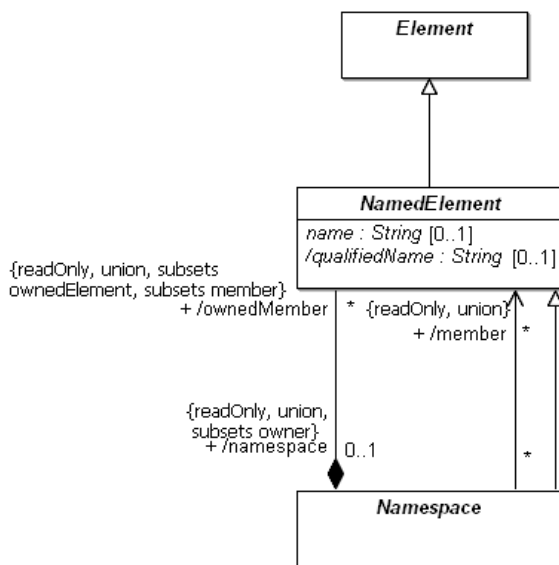 Element
NamedElement
name : String [0..1]
/qualifiedName : String [0..1]
{readOnly, union, subsets
ownedElement, subsets member}
+ /ownedMember
*
{readOnly, union}
+ /member
*
{readOnly, union,
subsets owner}
+ /namespace
0..1
*
Namespace